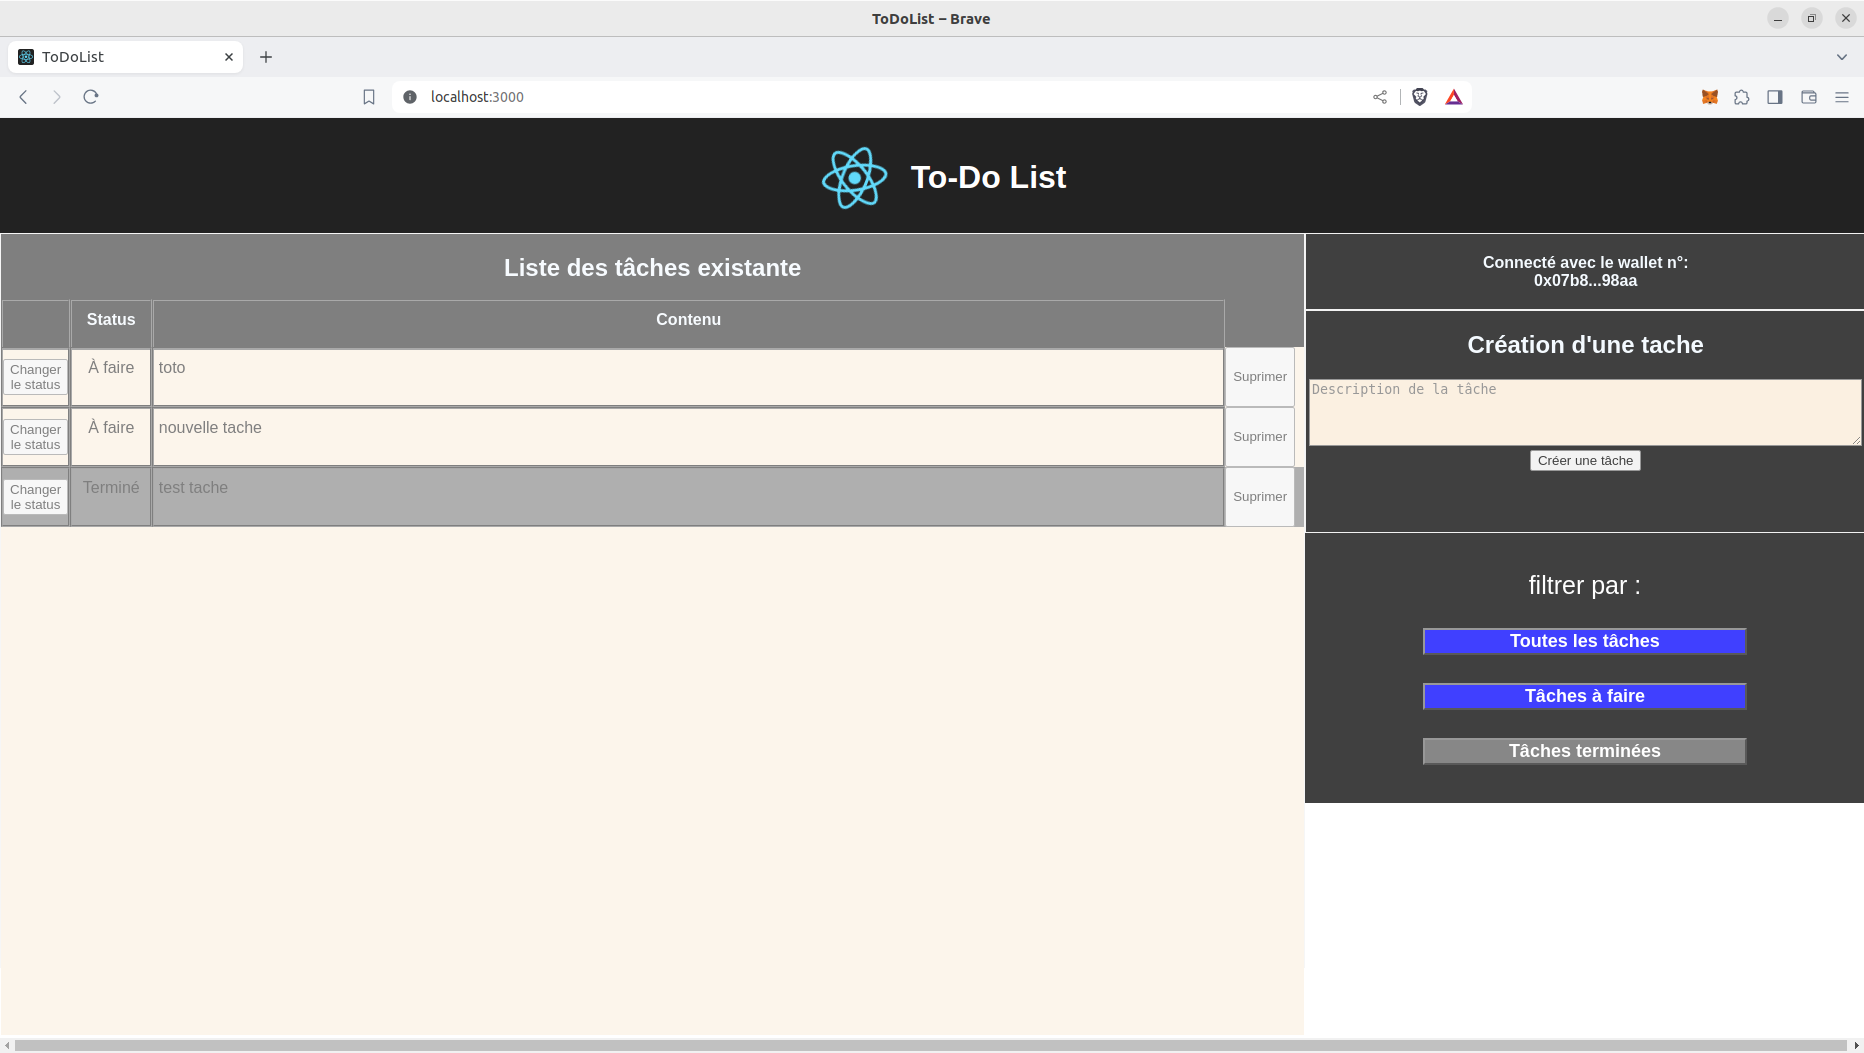 ToDoList – Brave
ToDoList
localhost:3000
To-Do List
Liste des tâches existante
Status
Contenu
Changer
le status
À faire
toto
Suprimer
Changer
le status
À faire
nouvelle tache
Suprimer
Changer
le status
Terminé
test tache
Suprimer
Connecté avec le wallet n°:
0x07b8...98aa
Création d'une tache
Description de la tâche
Créer une tâche
filtrer par :
Toutes les tâches
Tâches à faire
Tâches terminées